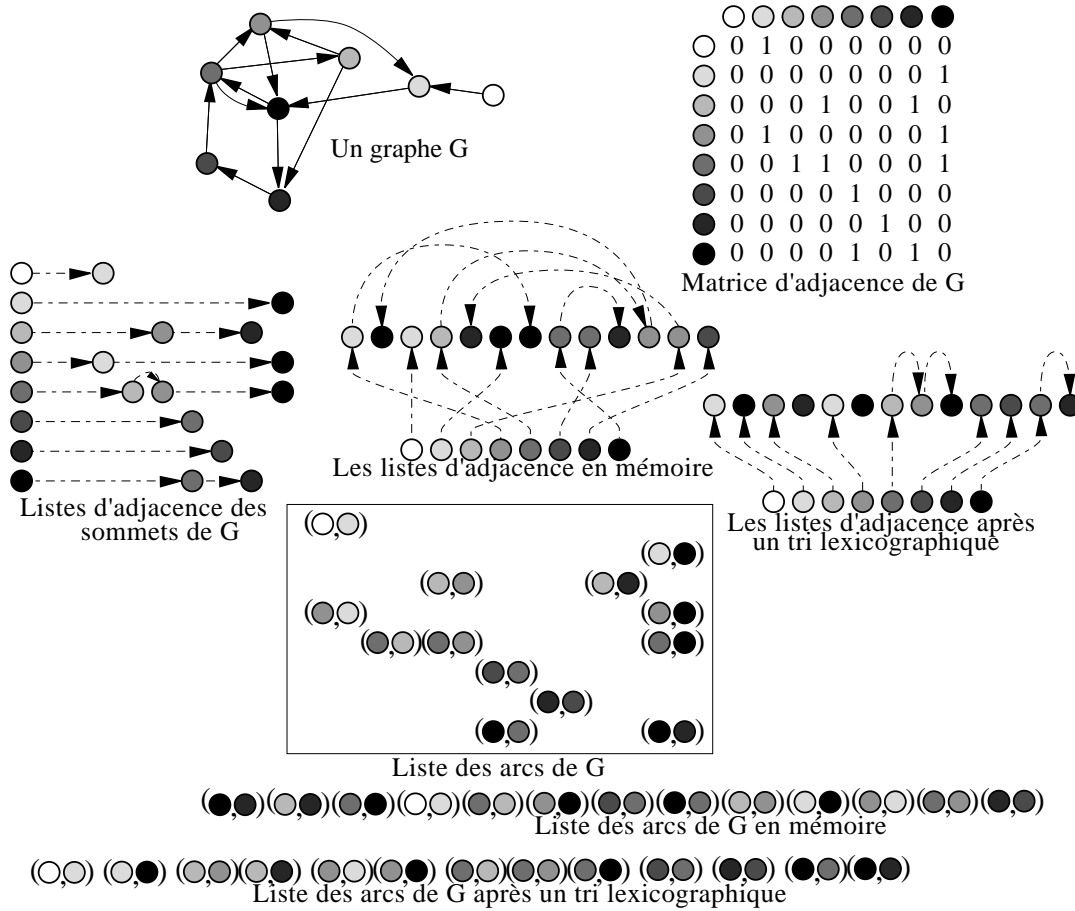 0 1 0 0 0 0 0 0
0 0 0 0 0 0 0 1
0 0 0 1 0 0 1 0
0 1 0 0 0 0 0 1
0 0 1 1 0 0 0 1
0 0 0 0 1 0 0 0
0 0 0 0 0 1 0 0
0 0 0 0 1 0 1 0
Un graphe G
Matrice d'adjacence de G
Les listes d'adjacence en mémoire
Listes d'adjacence des
sommets de G
Les listes d'adjacence après
un tri lexicographique
(,)
(,)
(,) (,)
(,) (,)
(,) (,) (,)
(,)
(,)
(,) (,)
Liste des arcs de G
(,) (,) (,) (,) (,) (,) (,) (,) (,) (,) (,) (,) (,)
Liste des arcs de G en mémoire
(,) (,) (,) (,) (,) (,) (,) (,) (,) (,) (,) (,) (,)
Liste des arcs de G après un tri lexicographique